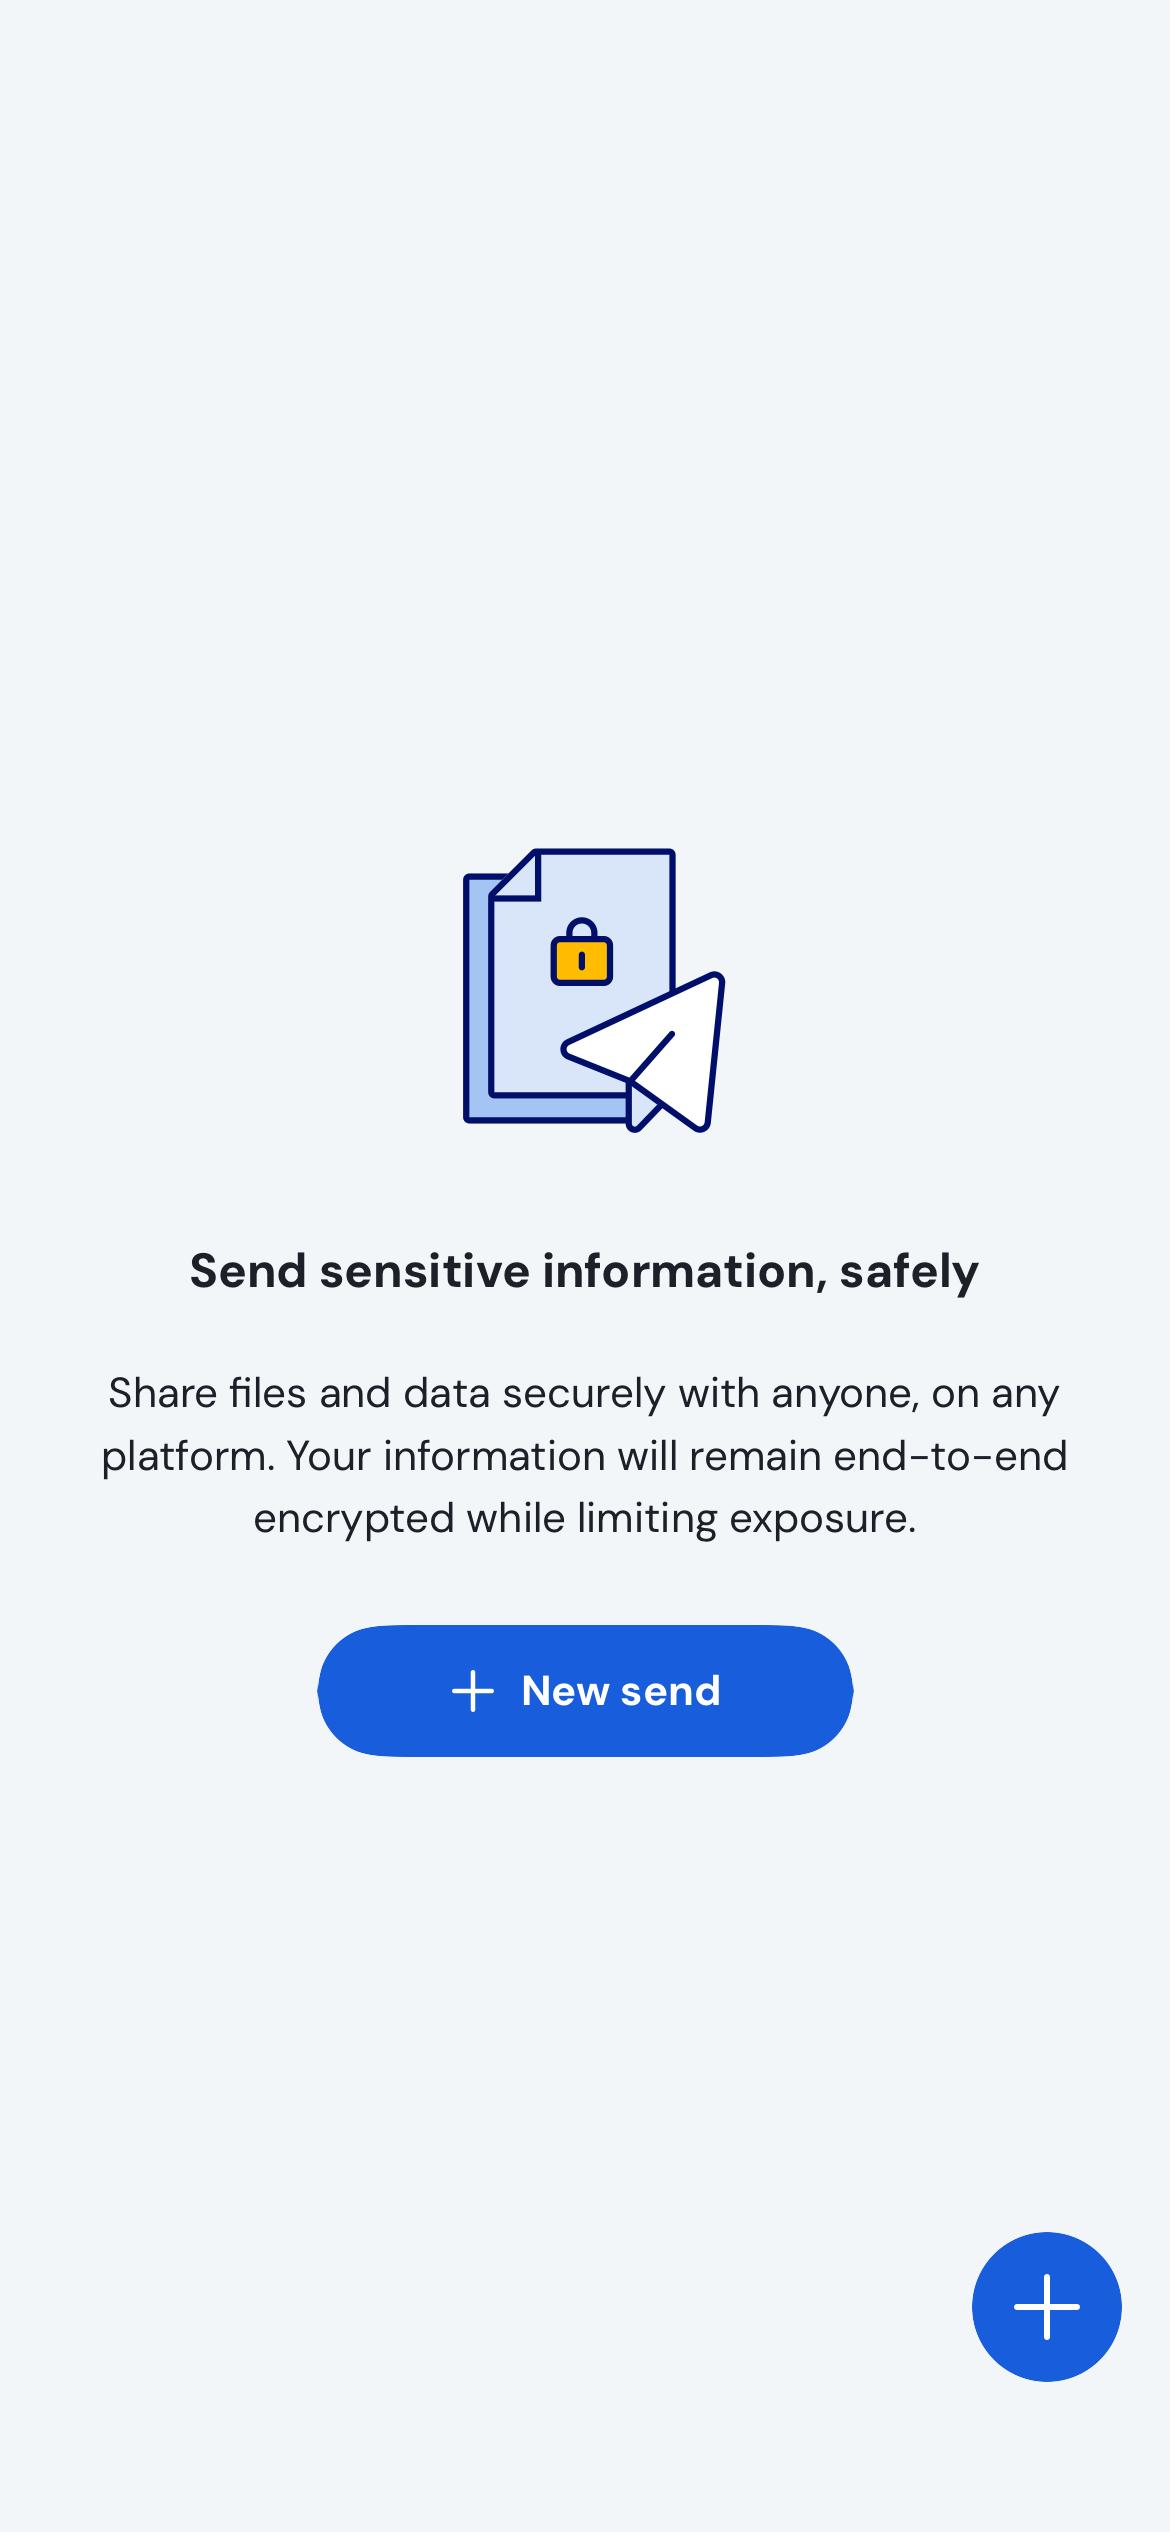 Send sensitive information, safely
Share files and data securely with anyone, on any
platform. Your information will remain end-to-end
encrypted while limiting exposure.
New send